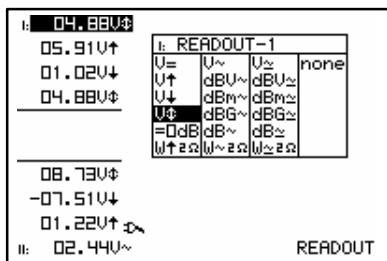 I: 04.88V⇕
05.91V↑
01.02V↓
04.88V⇕
I: READOUT-1
V= V~ V≃ none
V↑ dBV~ dBV≃
V↓ dBm~ dBm≃
V⇕ dBG~ dBG≃
=0dB dB~ dB≃
W↑2Ω W~2Ω W≃2Ω
08.73V⇕
-07.51V↓
01.22V↑
II: 02.44V~ READOUT